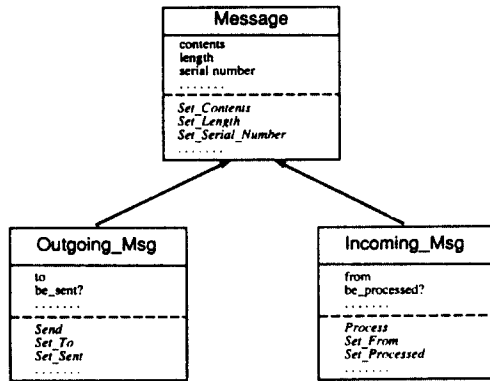 Message
contents
length
serial number
. . . . . . .
Set_Contents
Set_Length
Set_Serial_Number
. . . . . . .
Outgoing_Msg
to
be_sent?
. . . . . . .
Send
Set_To
Set_Sent
. . . . . . .
Incoming_Msg
from
be_processed?
. . . . . . .
Process
Set_From
Set_Processed
. . . . . . .